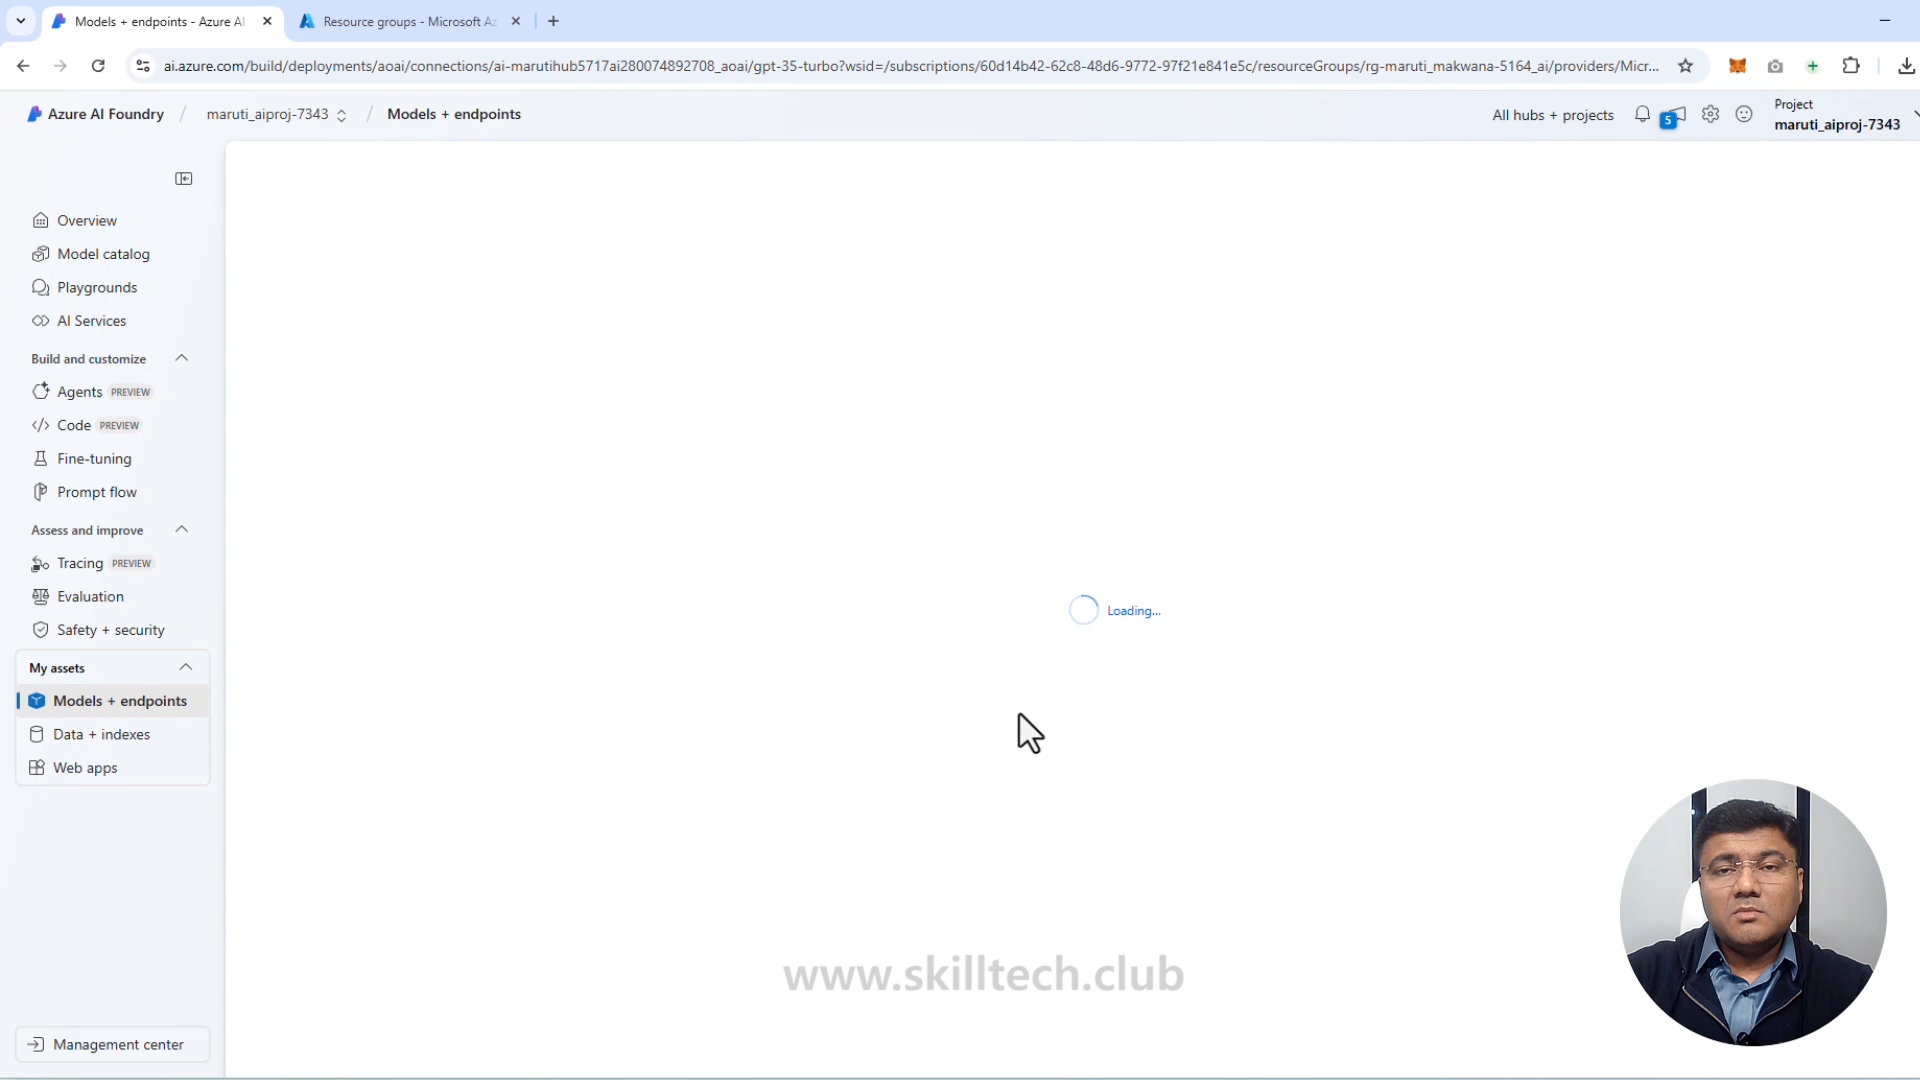 Models + endpoints - Azure AI
Resource groups - Microsoft Az
ai.azure.com/build/deployments/aoai/connections/ai-marutihub5717ai280074892708_aoai/gpt-35-turbo?wsid=/subscriptions/60d14b42-62c8-48d6-9772-97f21e841e5c/resourceGroups/rg-maruti_makwana-5164_ai/providers/Micr...
Azure AI Foundry / maruti_aiproj-7343 / Models + endpoints
All hubs + projects
5
Project
maruti_aiproj-7343
Overview
Model catalog
Playgrounds
AI Services
Build and customize
Agents PREVIEW
Code PREVIEW
Fine-tuning
Prompt flow
Assess and improve
Tracing PREVIEW
Evaluation
Safety + security
My assets
Models + endpoints
Data + indexes
Web apps
Management center
Loading...
www.skilltech.club